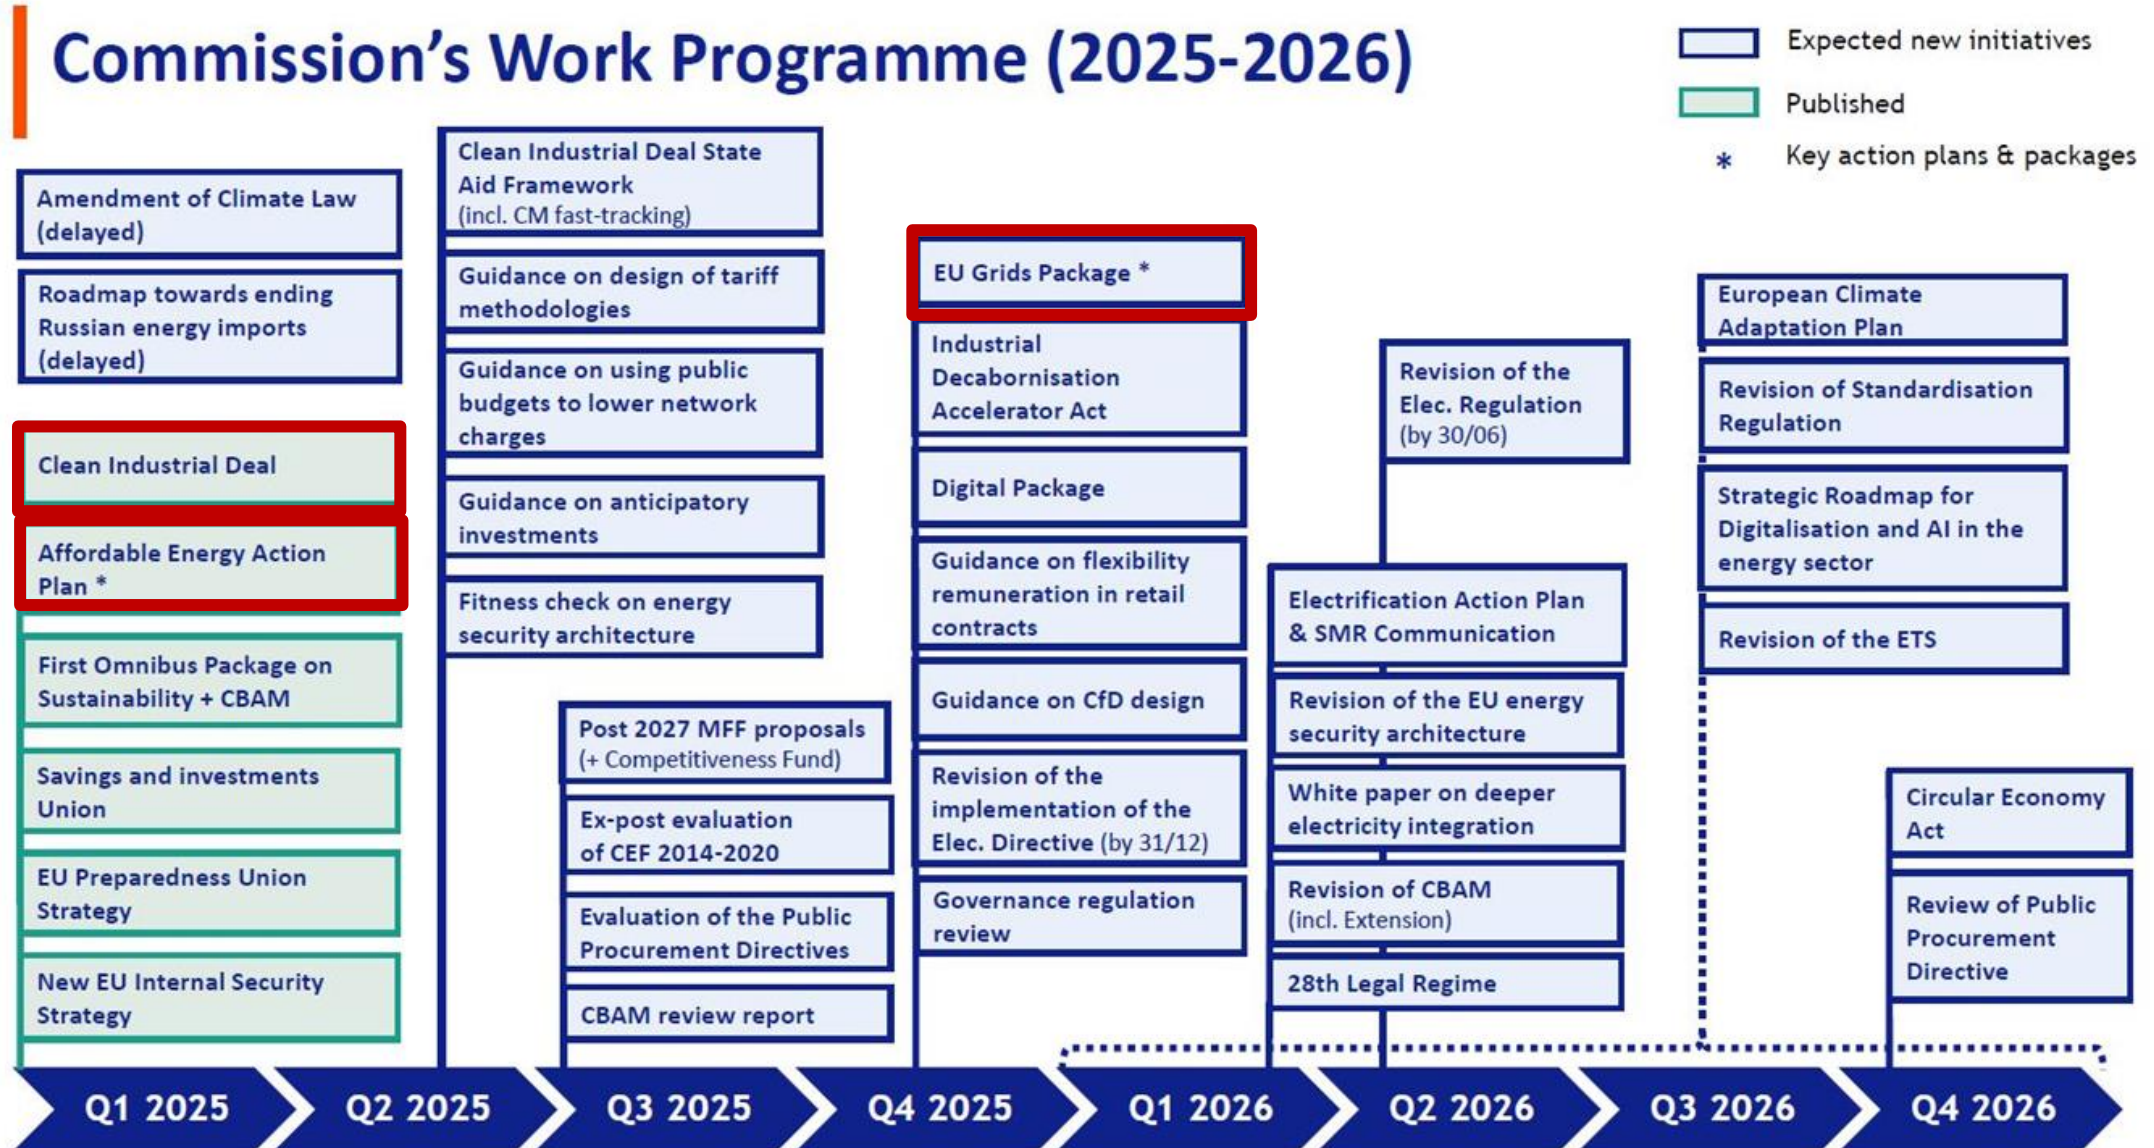 Commission's Work Programme (2025-2026)
Expected new initiatives
Published
* Key action plans & packages
Amendment of Climate Law
(delayed)
Roadmap towards ending
Russian energy imports
(delayed)
Clean Industrial Deal
Affordable Energy Action
Plan *
First Omnibus Package on
Sustainability + CBAM
Savings and investments
Union
EU Preparedness Union
Strategy
New EU Internal Security
Strategy
Clean Industrial Deal State
Aid Framework
(incl. CM fast-tracking)
Guidance on design of tariff
methodologies
Guidance on using public
budgets to lower network
charges
Guidance on anticipatory
investments
Fitness check on energy
security architecture
Post 2027 MFF proposals
(+ Competitiveness Fund)
Ex-post evaluation
of CEF 2014-2020
Evaluation of the Public
Procurement Directives
CBAM review report
EU Grids Package *
Industrial
Decabornisation
Accelerator Act
Digital Package
Guidance on flexibility
remuneration in retail
contracts
Guidance on CfD design
Revision of the
implementation of the
Elec. Directive (by 31/12)
Governance regulation
review
Revision of the
Elec. Regulation
(by 30/06)
Electrification Action Plan
& SMR Communication
Revision of the EU energy
security architecture
White paper on deeper
electricity integration
Revision of CBAM
(incl. Extension)
28th Legal Regime
European Climate
Adaptation Plan
Revision of Standardisation
Regulation
Strategic Roadmap for
Digitalisation and AI in the
energy sector
Revision of the ETS
Circular Economy
Act
Review of Public
Procurement
Directive
Q1 2025
Q2 2025
Q3 2025
Q4 2025
Q1 2026
Q2 2026
Q3 2026
Q4 2026